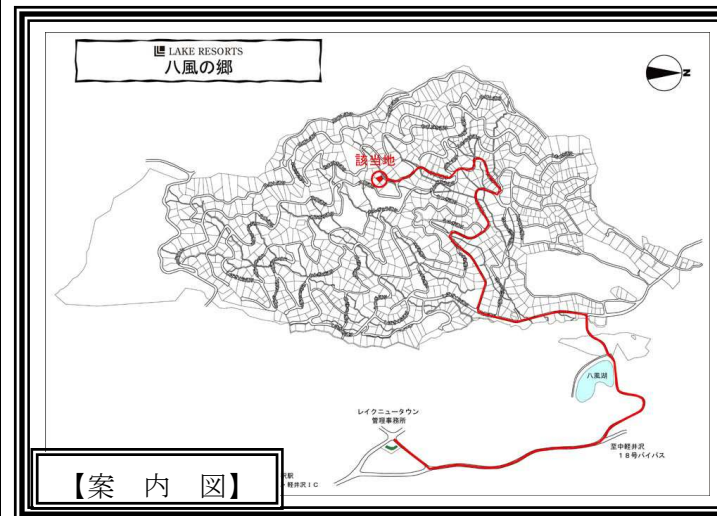 LAKE RESORTS
八風の郷
N
該当地
八風湖
レイクニュータウン
管理事務所
至中軽井沢
18号バイパス
沢駅
・軽井沢IC
【案 内 図】